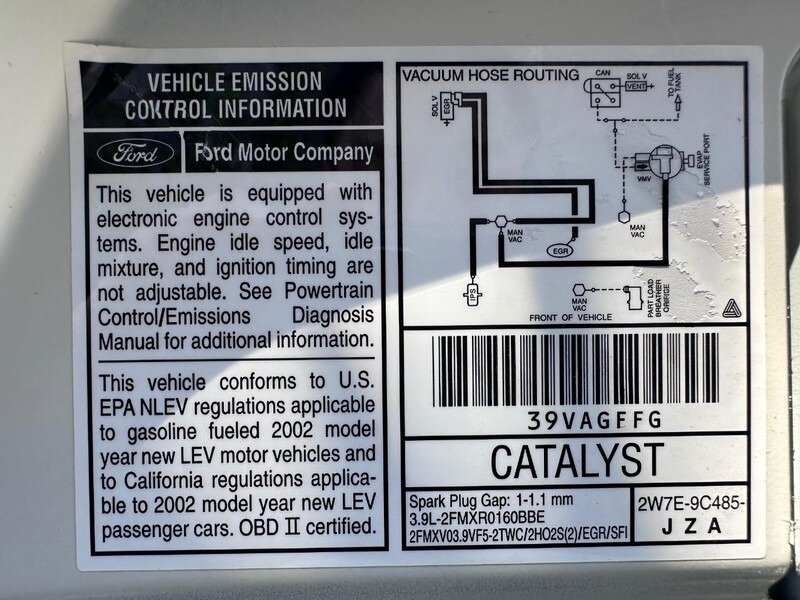 VEHICLE EMISSION
CONTROL INFORMATION
Ford
Ford Motor Company
This vehicle is equipped with
electronic engine control sys-
tems. Engine idle speed, idle
mixture, and ignition timing are
not adjustable. See Powertrain
Control/Emissions Diagnosis
Manual for additional information.
This vehicle conforms to U.S.
EPA NLEV regulations applicable
to gasoline fueled 2002 model
year new LEV motor vehicles and
to California regulations applica-
ble to 2002 model year new LEV
passenger cars. OBD II certified.
VACUUM HOSE ROUTING
CAN
SOL V
VENT
TO FUEL
TANK
SOL V
EGR
VMV
EVAP
SERVICE PORT
MAN
VAC
MAN
VAC
EGR
IPS
MAN
VAC
PART LOAD
BREATHER
ORIFICE
FRONT OF VEHICLE
39VAGFFG
CATALYST
Spark Plug Gap: 1-1.1 mm
3.9L-2FMXR0160BBE
2FMXV03.9VF5-2TWC/2HO2S(2)/EGR/SFI
2W7E-9C485-
JZA